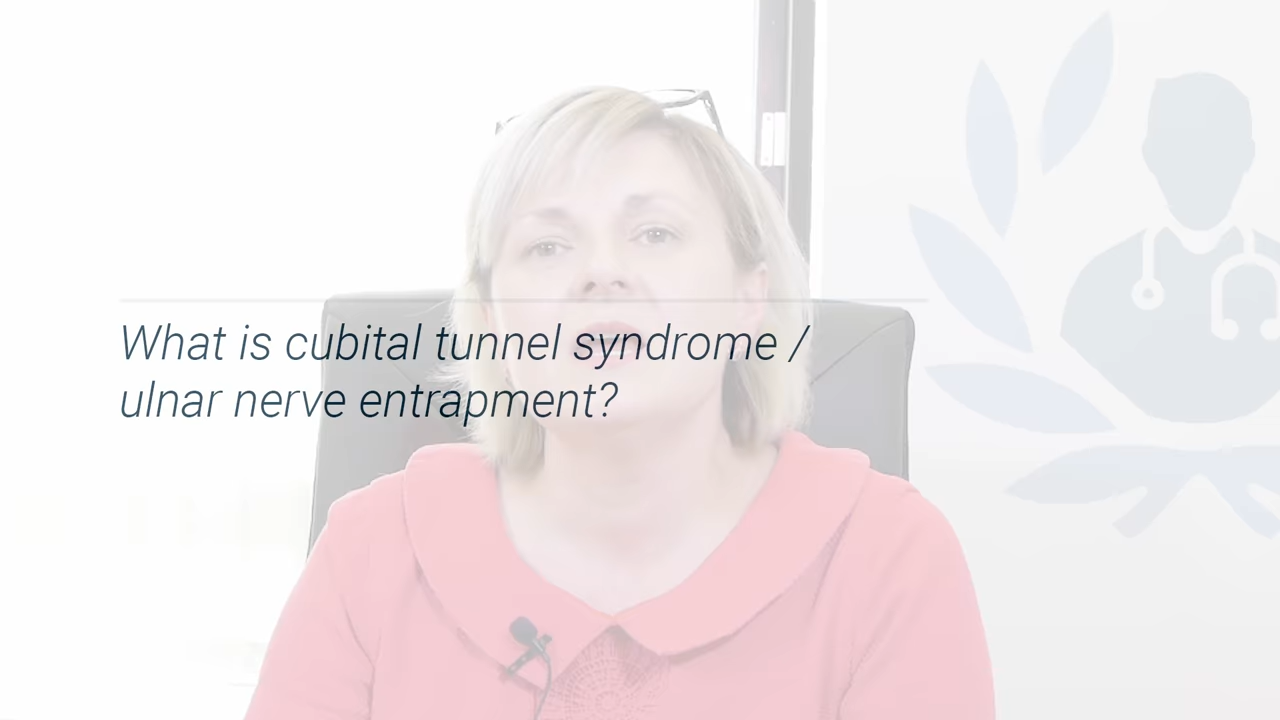 What is cubital tunnel syndrome /
ulnar nerve entrapment?